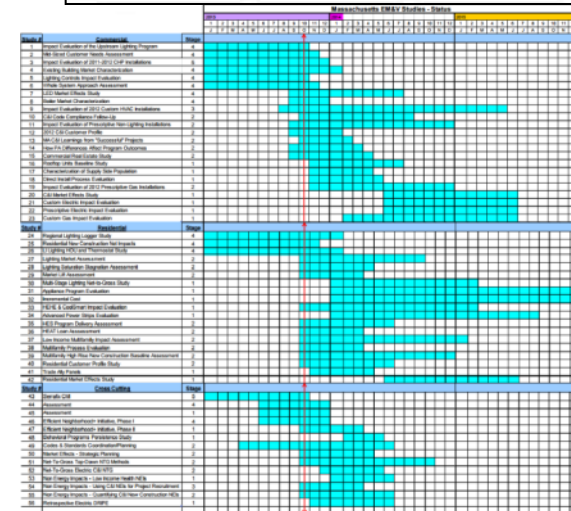 Massachusetts EM&V Studies - Status
Study # Commercial Stage
1 Impact Evaluation of the Upstream Lighting Program 4
2 Mid-Sized Customer Needs Assessment 4
3 Impact Evaluation of 2011-2012 CHP Installations 5
4 Existing Building Market Characterization 4
5 Lighting Controls Impact Evaluation 4
6 Whole System Approach Assessment 4
7 LED Market Effects Study 4
8 Boiler Market Characterization 4
9 Impact Evaluation of 2012 Custom HVAC Installations 3
10 C&I Code Compliance Follow-Up 2
11 Impact Evaluation of Prescriptive Non-Lighting Installations 2
12 2012 C&I Customer Profile 2
13 MA C&I Learnings from "Successful" Projects 2
14 How PA Differences Affect Program Outcomes 2
15 Commercial Real Estate Study 2
16 Rooftop Units Baseline Study 1
17 Characterization of Supply Side Population 1
18 Direct Install Process Evaluation 1
19 Impact Evaluation of 2012 Prescriptive Gas Installations 2
20 C&I Market Effects Study 1
21 Custom Electric Impact Evaluation 1
22 Prescriptive Electric Impact Evaluation 1
23 Custom Gas Impact Evaluation 1
Study # Residential Stage
24 Regional Lighting Logger Study 4
25 Residential New Construction Net Impacts 4
26 LI Lighting HOU and Thermostat Study 4
27 Lighting Market Assessment 2
28 Lighting Saturation Stagnation Assessment 2
29 Market Lift Assessment 2
30 Multi-Stage Lighting Net-to-Gross Study 1
31 Appliance Program Evaluation 1
32 Incremental Cost 1
33 HEHE & CoolSmart Impact Evaluation 1
34 Advanced Power Strips Evaluation 1
35 HES Program Delivery Assessment 2
36 HEAT Loan Assessment 2
37 Low Income Multifamily Impact Assessment 2
38 Multifamily Process Evaluation 2
39 Multifamily High Rise New Construction Baseline Assessment 2
40 Residential Customer Profile Study 2
41 Trade Ally Panels 2
42 Residential Market Effects Study 2
Study # Cross Cutting Stage
43
44 Assessment 4
45 Assessment 1
46 Efficient Neighborhoods+ Initiative, Phase I 4
47 Efficient Neighborhoods+ Initiative, Phase II 1
48 Behavioral Programs Persistence Study 1
49 Codes & Standards Coordination/Planning 2
50 Market Effects - Strategic Planning 2
51 Net-To-Gross Top-Down NTG Methods 2
52 Net-To-Gross Electric C&I NTG 2
53 Non-Energy Impacts - Low Income Health NEIs 1
54 Non-Energy Impacts - Using C&I NEIs for Project Recruitment 3
55 Non-Energy Impacts - Quantifying C&I New Construction NEIs 2
56 Retrospective Electric DRIPE 1